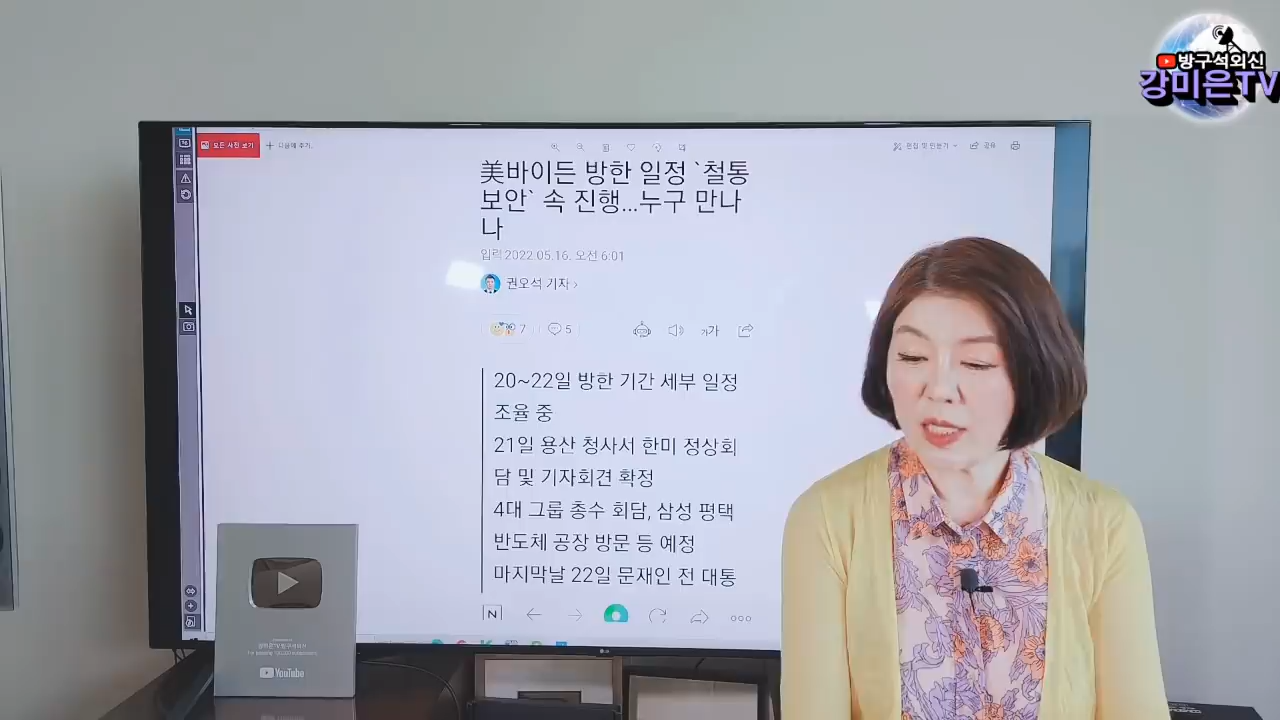 방구석외신
강미은TV
모든 사진 보기
美바이든 방한 일정 `철통
보안` 속 진행...누구 만나
나
입력 2022.05.16. 오전 6:01
권오석 기자 >
7
5
가가
20~22일 방한 기간 세부 일정
조율 중
21일 용산 청사서 한미 정상회
담 및 기자회견 확정
4대 그룹 총수 회담, 삼성 평택
반도체 공장 방문 등 예정
마지막날 22일 문재인 전 대통
N
LG
YouTube